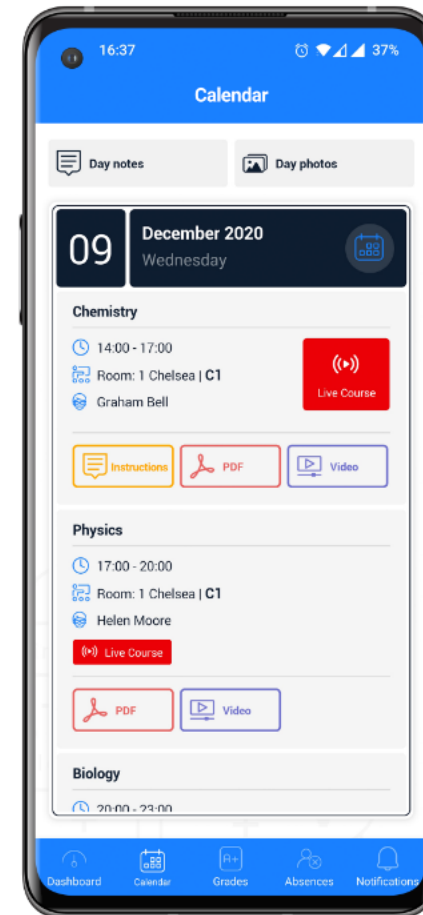 16:37 37%
Calendar
Day notes Day photos
09
December 2020
Wednesday
Chemistry
14:00 - 17:00
Room: 1 Chelsea | C1
Graham Bell
Live Course
Instructions PDF Video
Physics
17:00 - 20:00
Room: 1 Chelsea | C1
Helen Moore
Live Course
PDF Video
Biology
20:00 - 23:00
A+
Dashboard Calendar Grades Absences Notifications